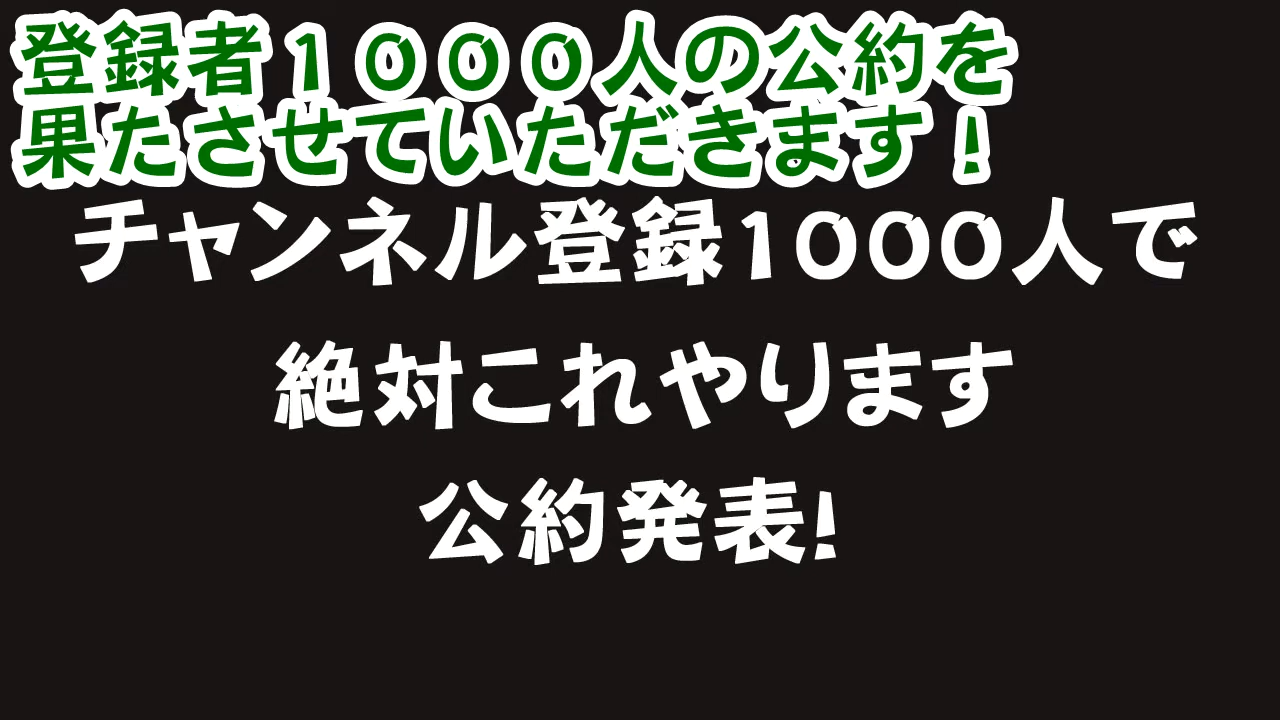 登録者１０００人の公約を
果たさせていただきます！
チャンネル登録1000人で
絶対これやります
公約発表!